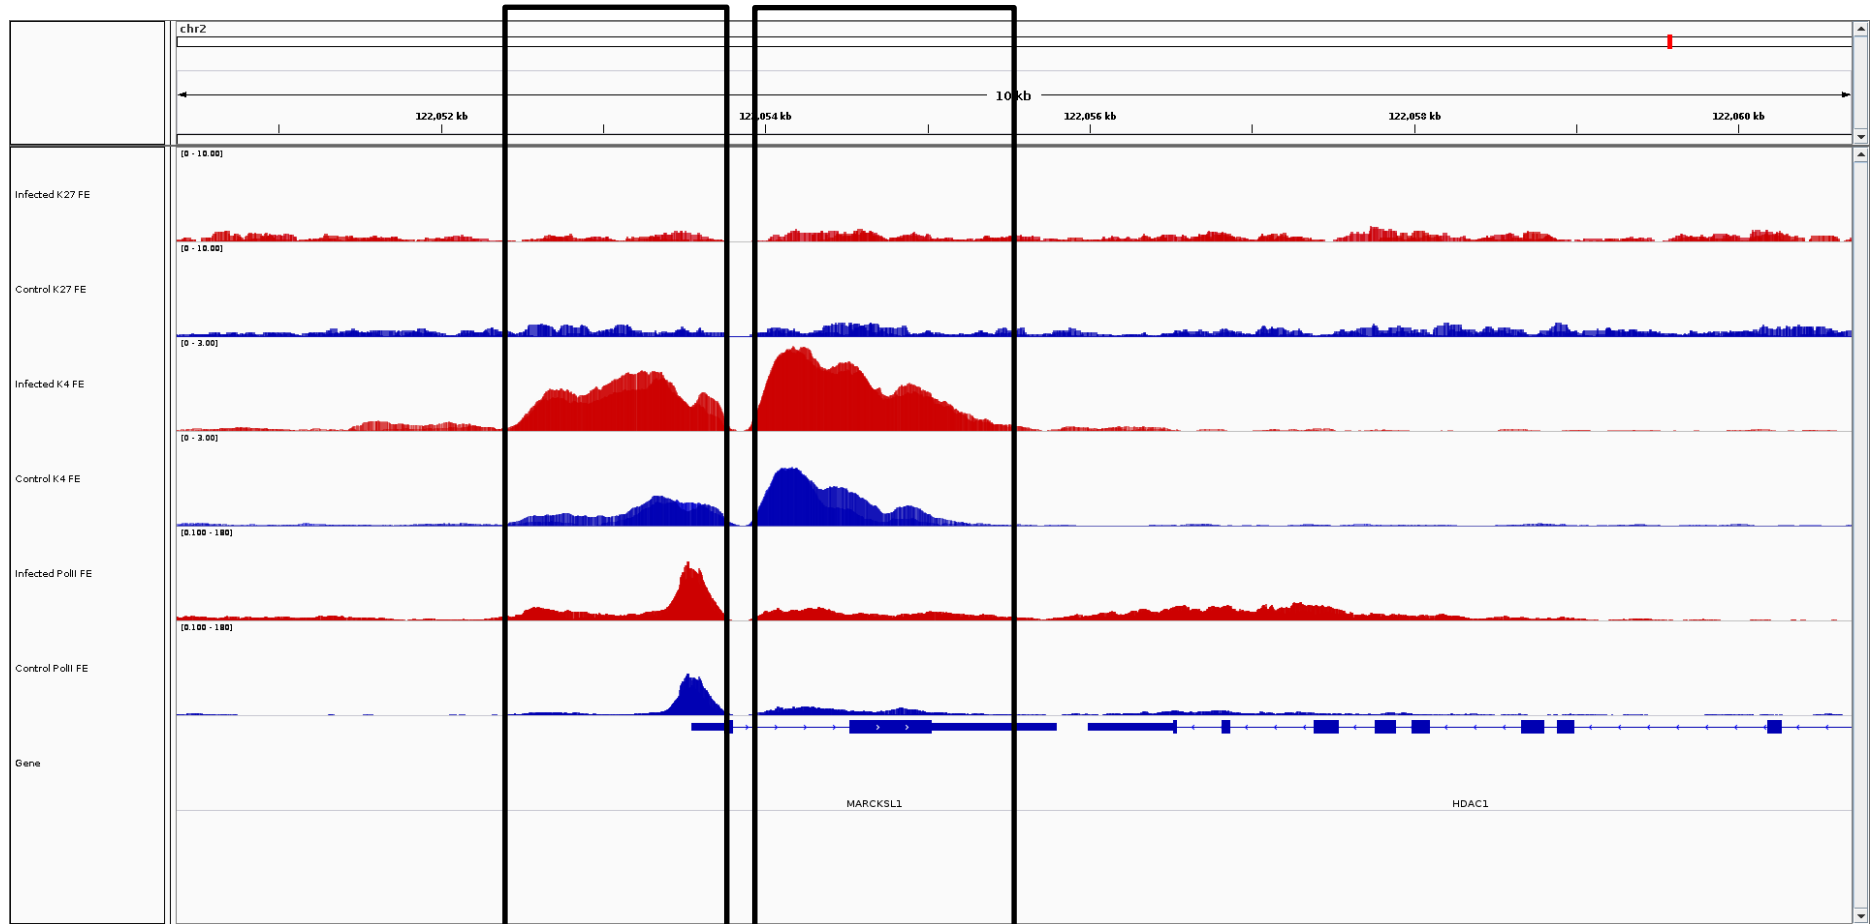 chr2
10 kb
122,052 kb
122,054 kb
122,056 kb
122,058 kb
122,060 kb
[0 - 10.00]
Infected K27 FE
[0 - 10.00]
Control K27 FE
[0 - 3.00]
Infected K4 FE
[0 - 3.00]
Control K4 FE
[0.100 - 180]
Infected PolII FE
[0.100 - 180]
Control PolII FE
Gene
MARCKSL1
HDAC1